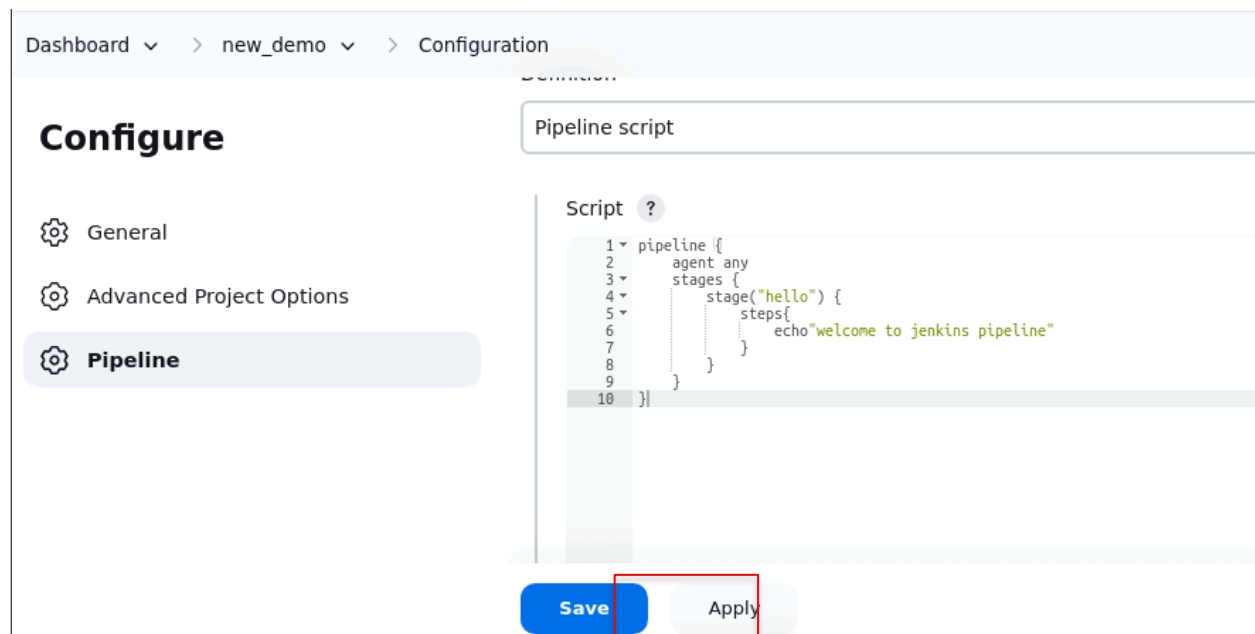 Dashboard > new_demo > Configuration
Definition
Configure
Pipeline script
Script ?
General
Advanced Project Options
Pipeline
1 pipeline {
2 agent any
3 stages {
4 stage("hello") {
5 steps{
6 echo"welcome to jenkins pipeline"
7 }
8 }
9 }
10 }
Save Apply